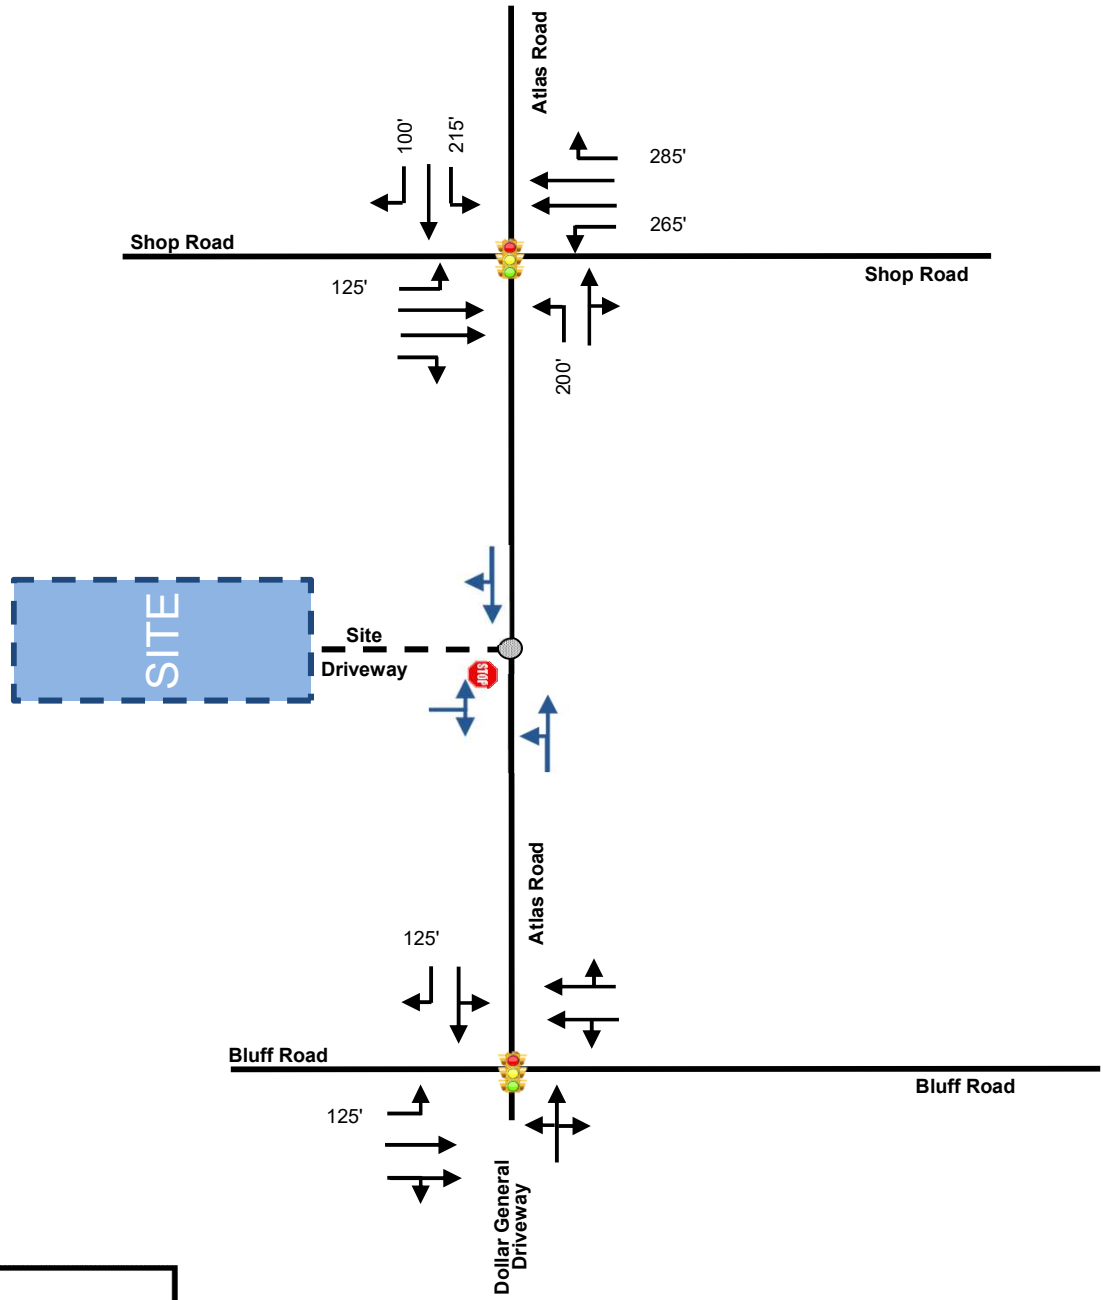 Atlas Road
100'
215'
285'
265'
Shop Road
Shop Road
125'
200'
SITE
Site
Driveway
STOP
Atlas Road
125'
Bluff Road
Bluff Road
125'
Dollar General
Driveway